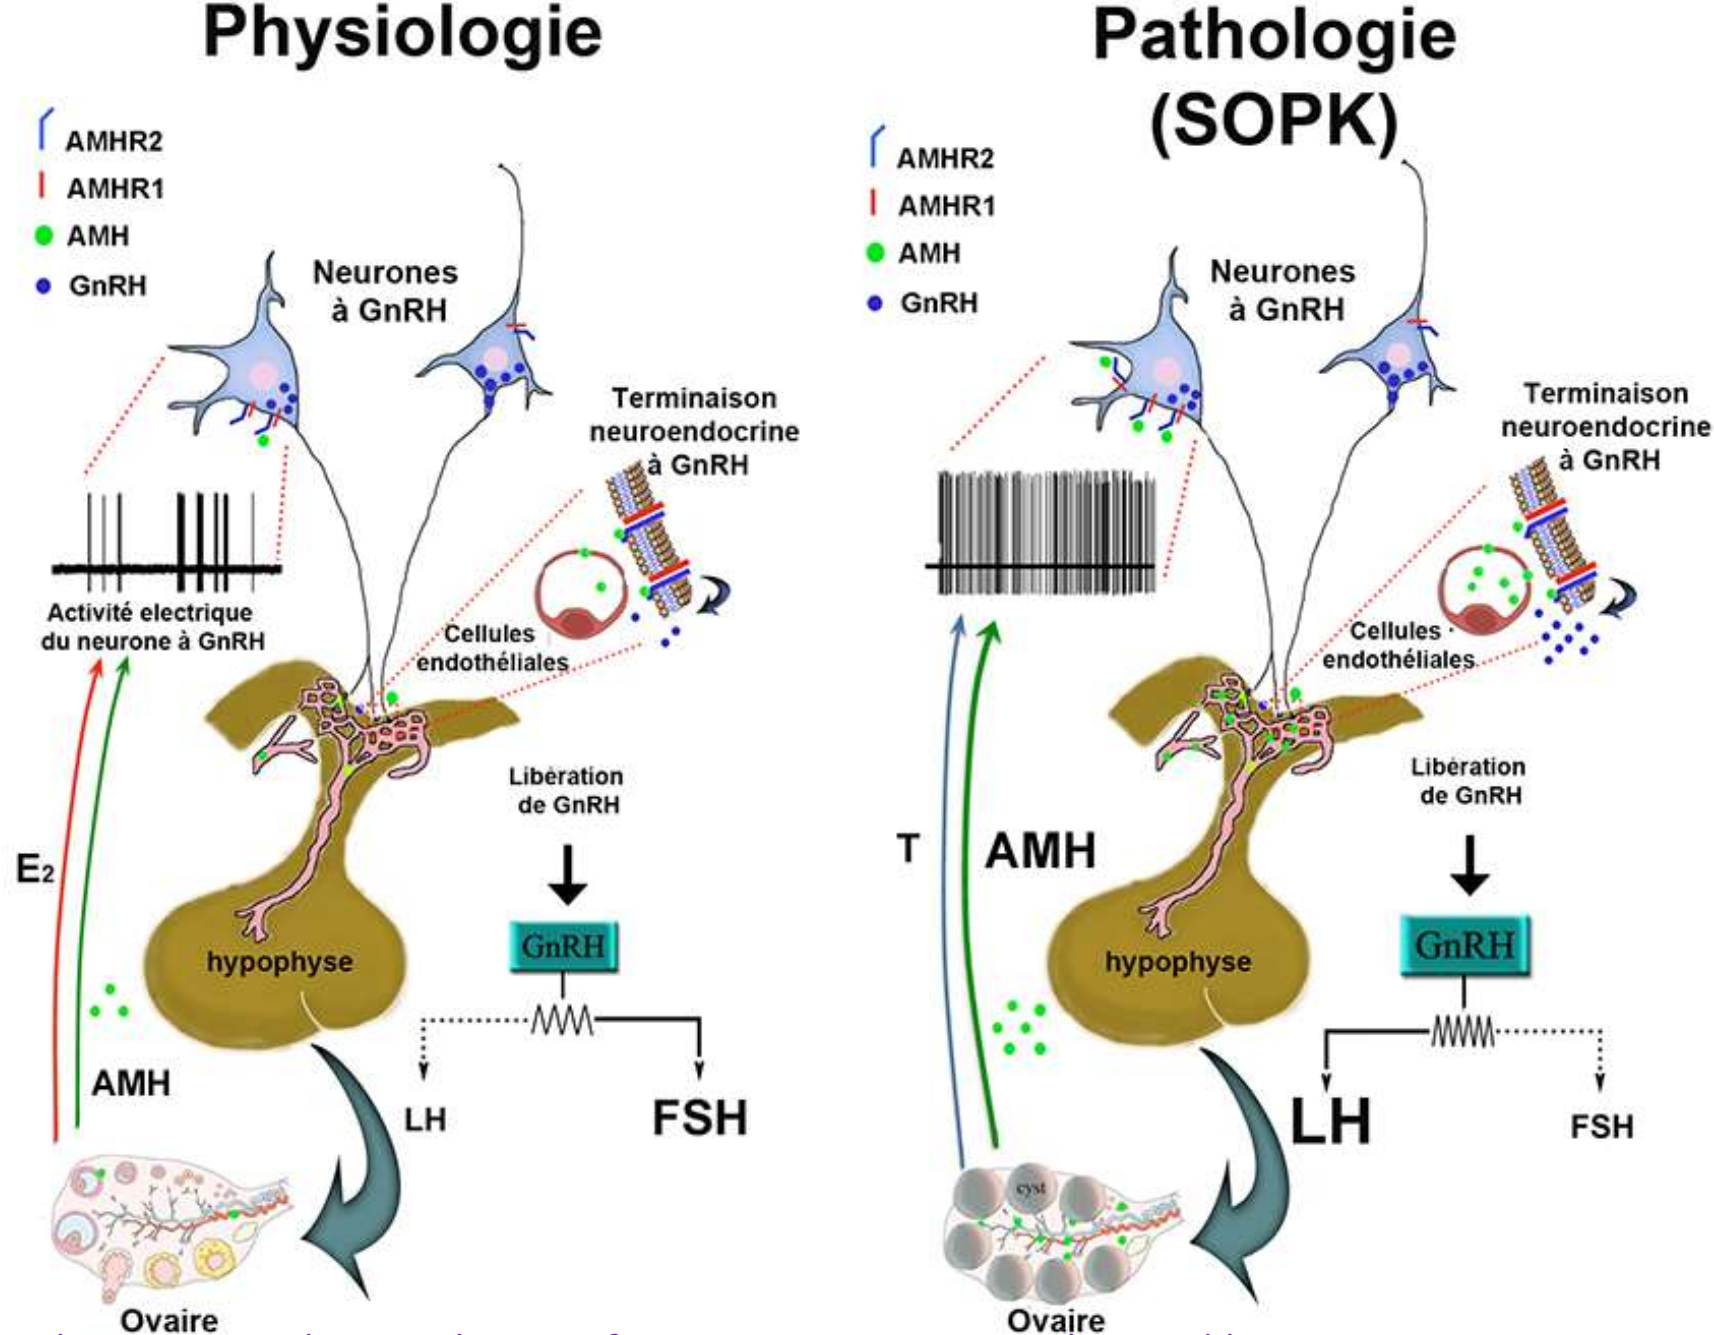 Physiologie
AMHR2
AMHR1
AMH
GnRH
Neurones
à GnRH
Terminaison
neuroendocrine
à GnRH
Activité electrique
du neurone à GnRH
Cellules
endothéliales
Libération
de GnRH
E2
GnRH
hypophyse
AMH
LH
FSH
Ovaire
Pathologie
(SOPK)
AMHR2
AMHR1
AMH
GnRH
Neurones
à GnRH
Terminaison
neuroendocrine
à GnRH
Cellules
endothéliales
Libération
de GnRH
T
AMH
GnRH
hypophyse
LH
FSH
cyst
Ovaire